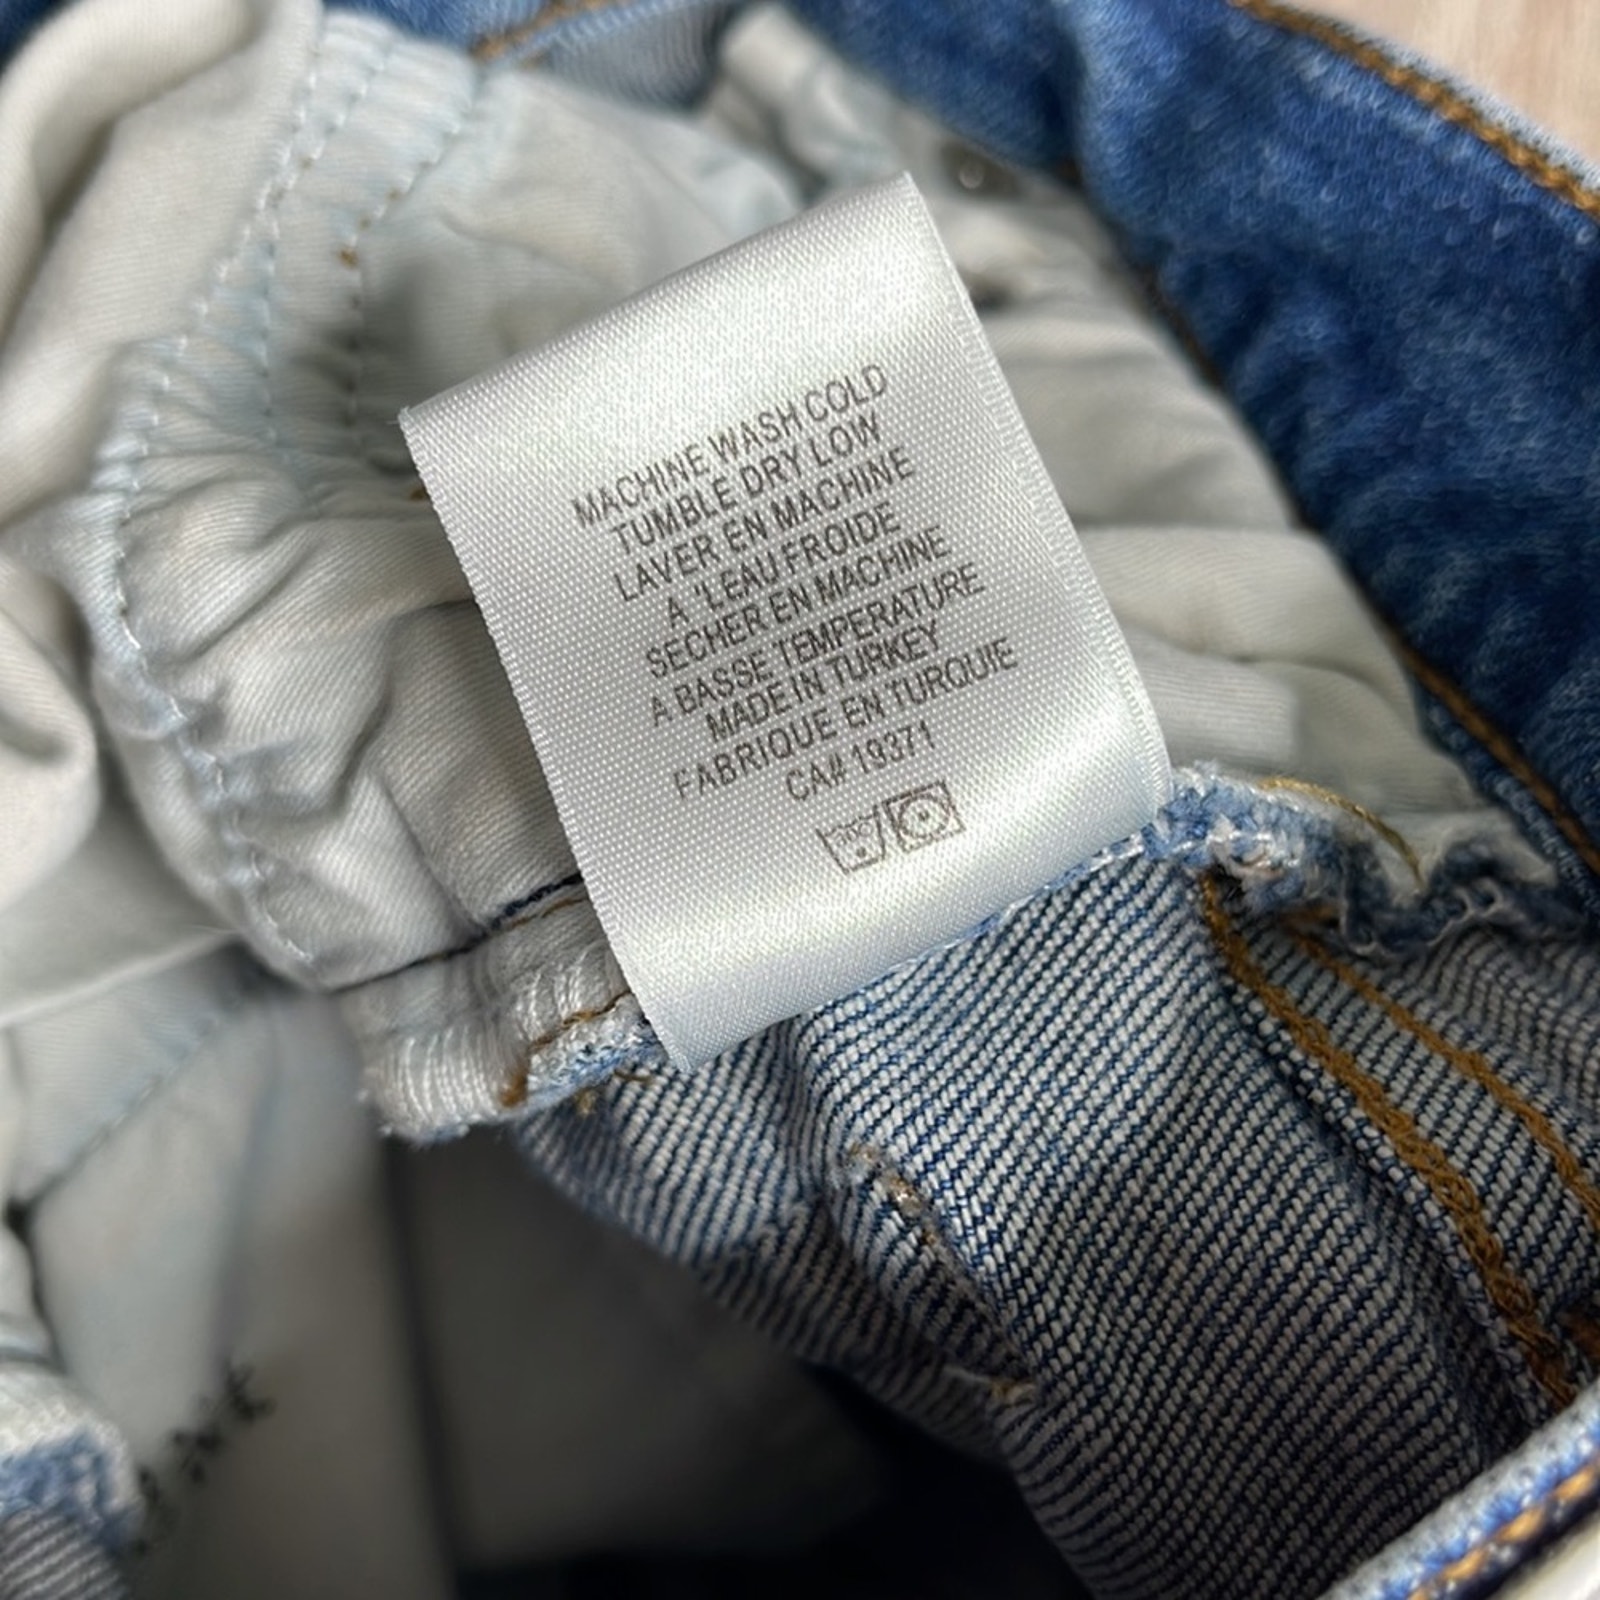 MACHINE WASH COLD
TUMBLE DRY LOW
LAVER EN MACHINE
A 'LEAU FROIDE
SECHER EN MACHINE
A BASSE TEMPERATURE
MADE IN TURKEY
FABRIQUE EN TURQUIE
CA# 19371